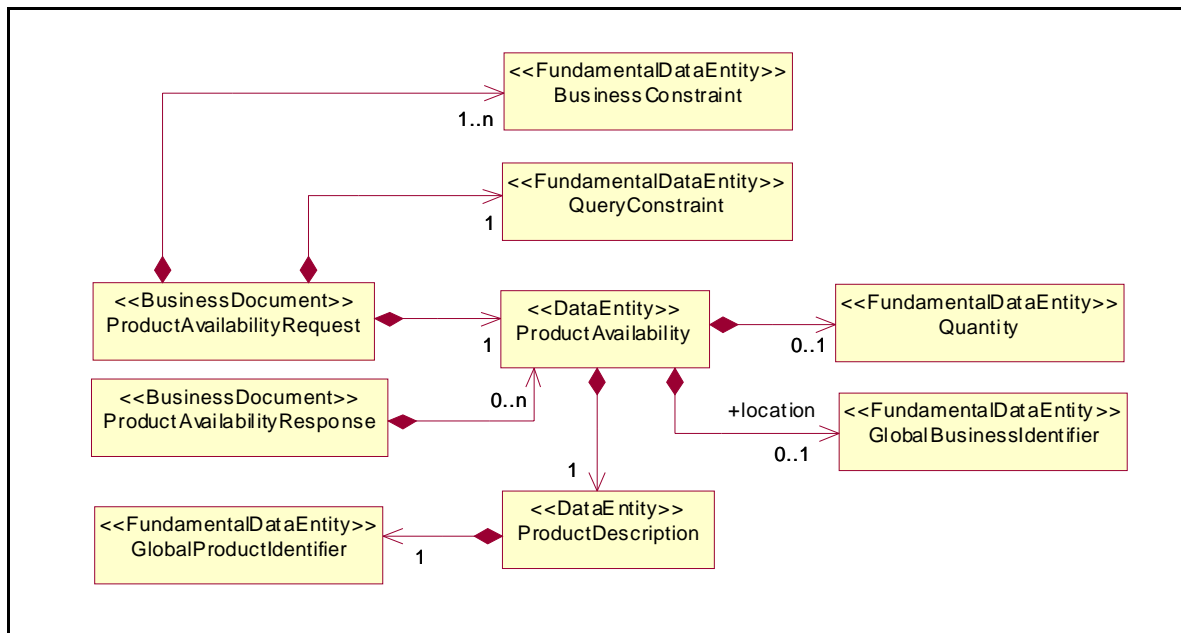 <<FundamentalDataEntity>>
BusinessConstraint
1..n
<<FundamentalDataEntity>>
QueryConstraint
1
<<BusinessDocument>>
ProductAvailabilityRequest
1
<<DataEntity>>
ProductAvailability
<<FundamentalDataEntity>>
Quantity
0..1
<<BusinessDocument>>
ProductAvailabilityResponse
0..n
+location
0..1
<<FundamentalDataEntity>>
GlobalBusinessIdentifier
1
<<DataEntity>>
ProductDescription
<<FundamentalDataEntity>>
GlobalProductIdentifier
1